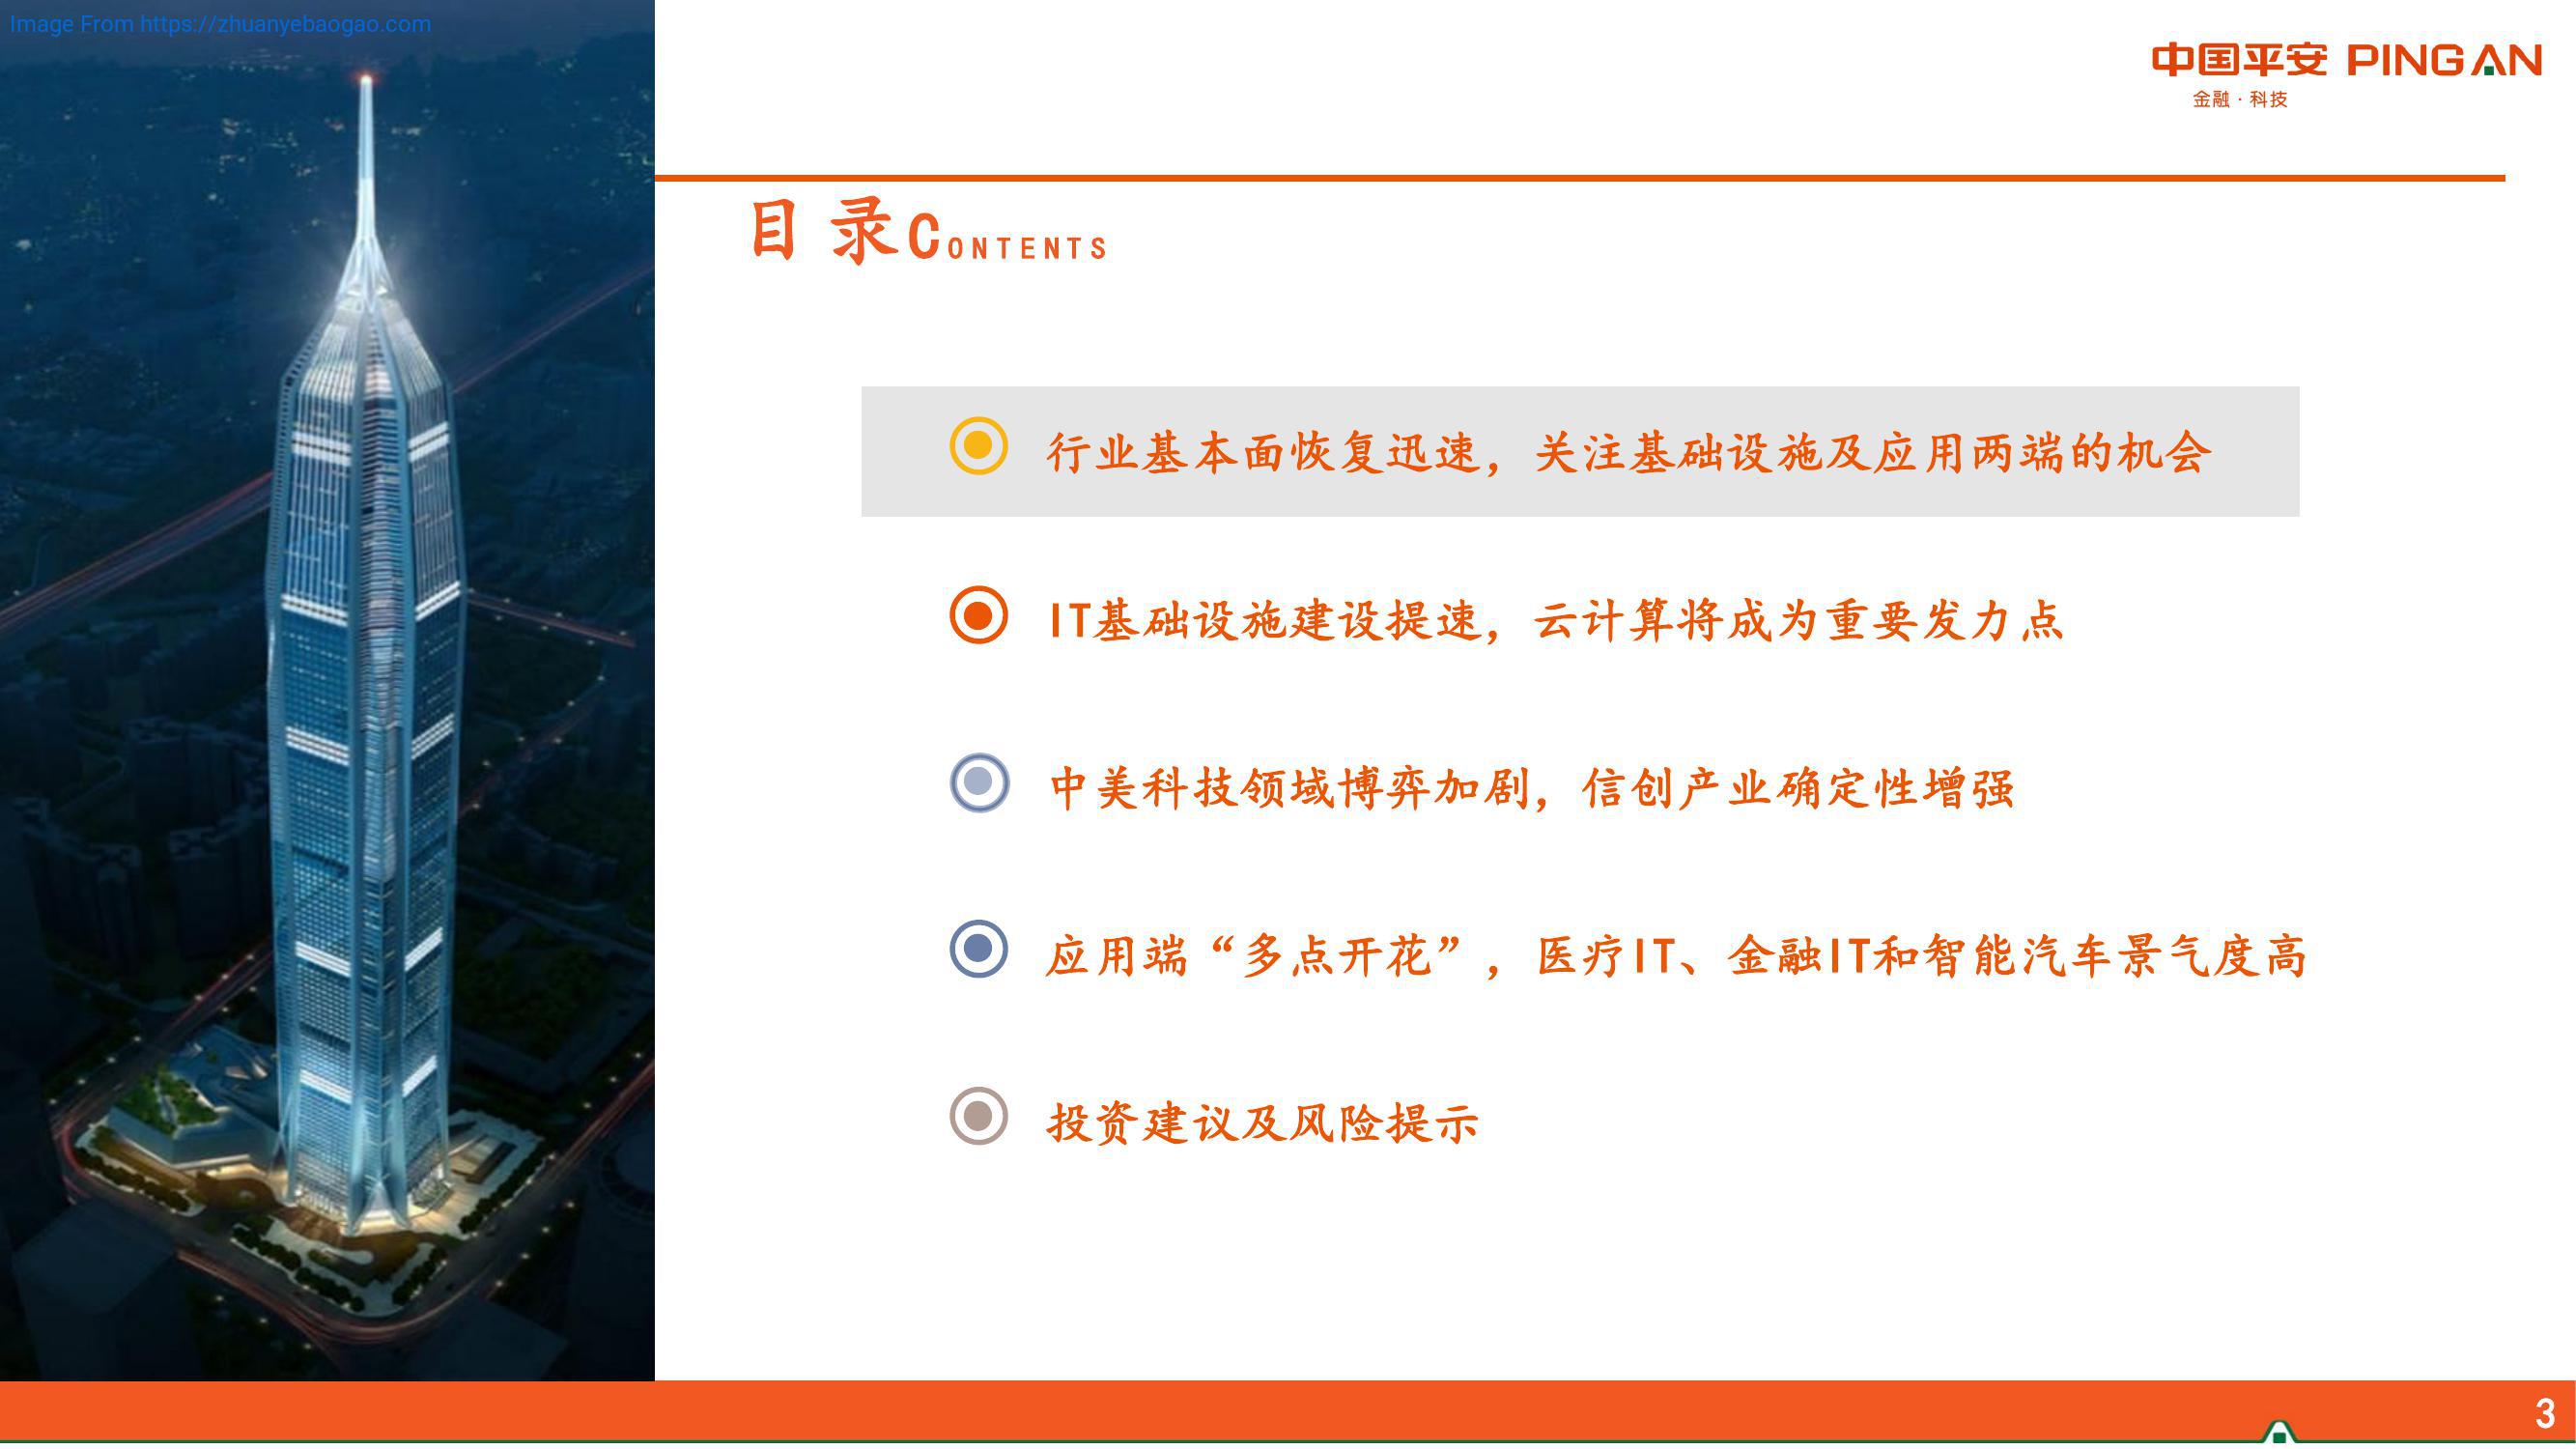 Image From https://zhuanyebaogao.com
中国平安 PINGAN
金融·科技
目录CONTENTS
行业基本面恢复迅速，关注基础设施及应用两端的机会
IT基础设施建设提速，云计算将成为重要发力点
中美科技领域博弈加剧，信创产业确定性增强
应用端“多点开花”，医疗IT、金融IT和智能汽车景气度高
投资建议及风险提示
3